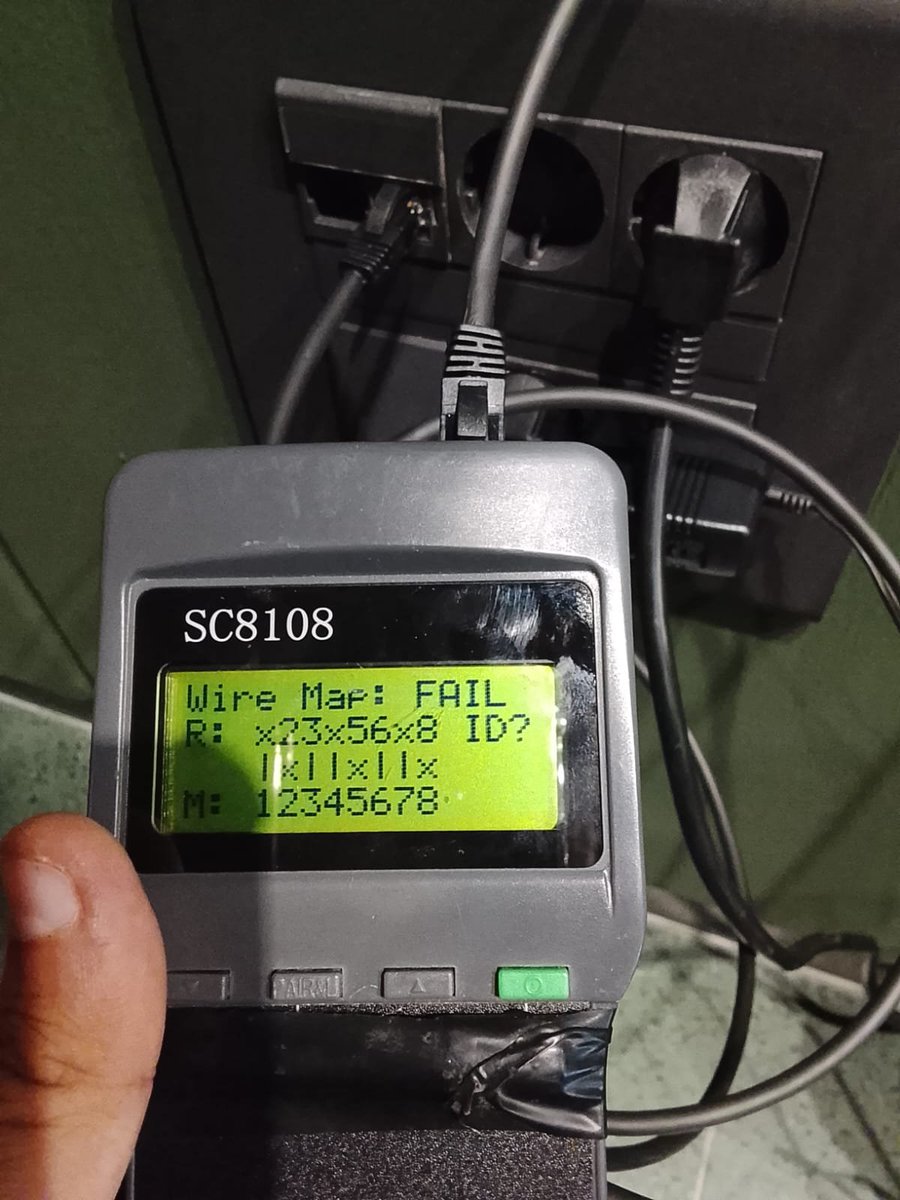 SC8108
Wire Map: FAIL
R: x23x56x8 ID?
|x||x||x
M: 12345678